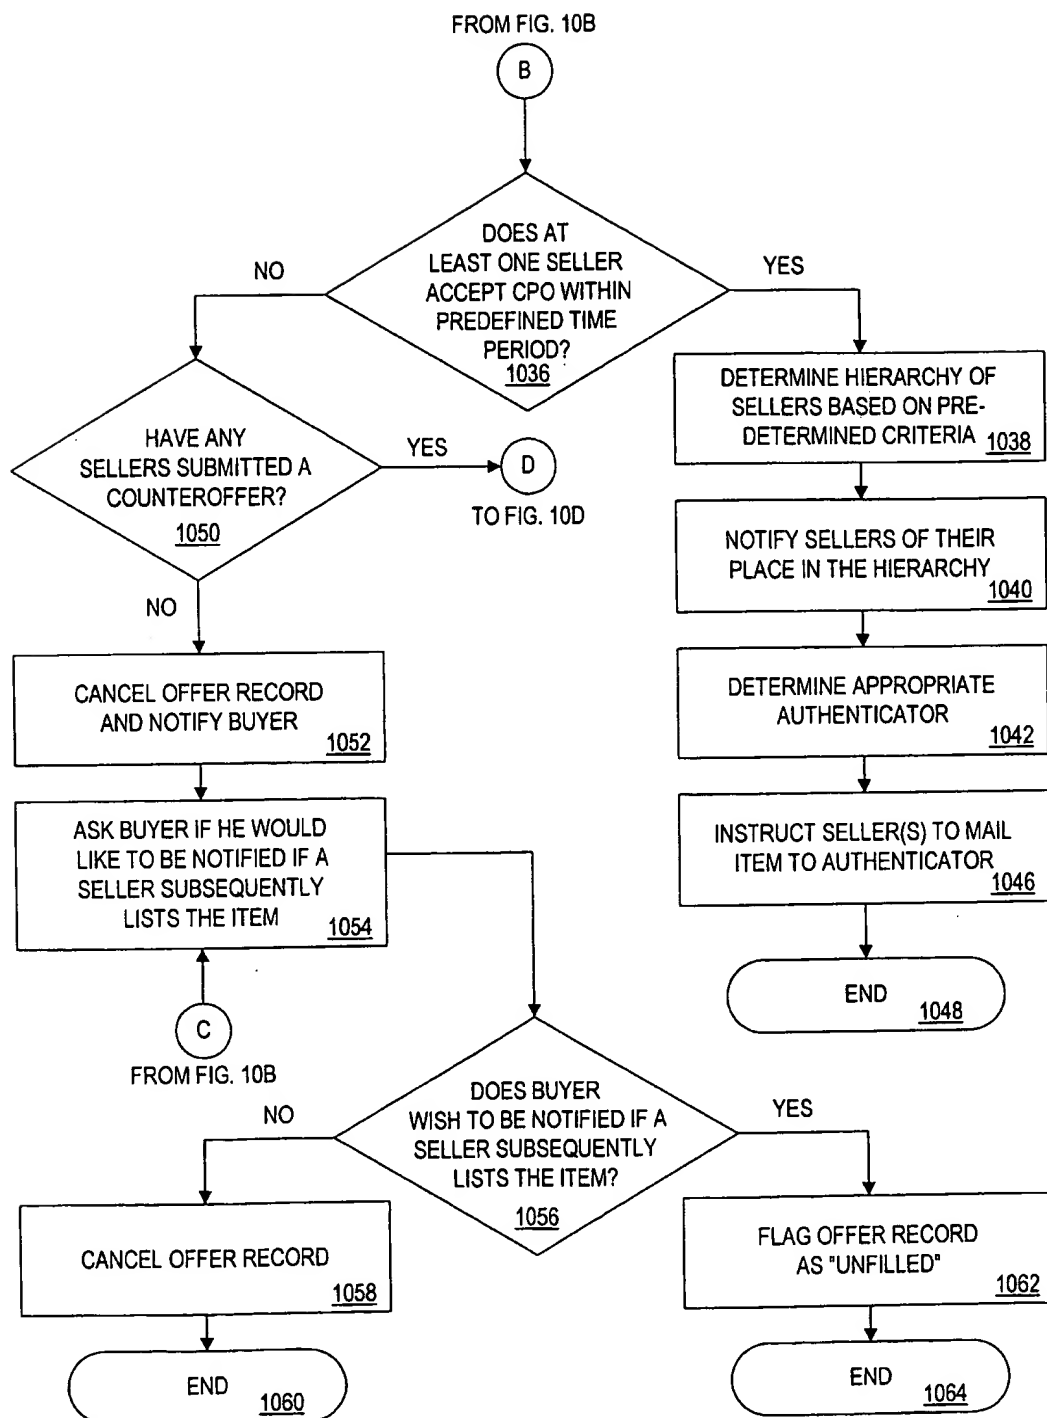 FROM FIG. 10B
B
DOES AT
LEAST ONE SELLER
ACCEPT CPO WITHIN
PREDEFINED TIME
PERIOD?
1036
NO
YES
HAVE ANY
SELLERS SUBMITTED A
COUNTEROFFER?
1050
YES
D
TO FIG. 10D
NO
DETERMINE HIERARCHY OF
SELLERS BASED ON PRE-
DETERMINED CRITERIA
1038
NOTIFY SELLERS OF THEIR
PLACE IN THE HIERARCHY
1040
DETERMINE APPROPRIATE
AUTHENTICATOR
1042
INSTRUCT SELLER(S) TO MAIL
ITEM TO AUTHENTICATOR
1046
END
1048
CANCEL OFFER RECORD
AND NOTIFY BUYER
1052
ASK BUYER IF HE WOULD
LIKE TO BE NOTIFIED IF A
SELLER SUBSEQUENTLY
LISTS THE ITEM
1054
C
FROM FIG. 10B
DOES BUYER
WISH TO BE NOTIFIED IF A
SELLER SUBSEQUENTLY
LISTS THE ITEM?
1056
NO
YES
CANCEL OFFER RECORD
1058
END
1060
FLAG OFFER RECORD
AS "UNFILLED"
1062
END
1064